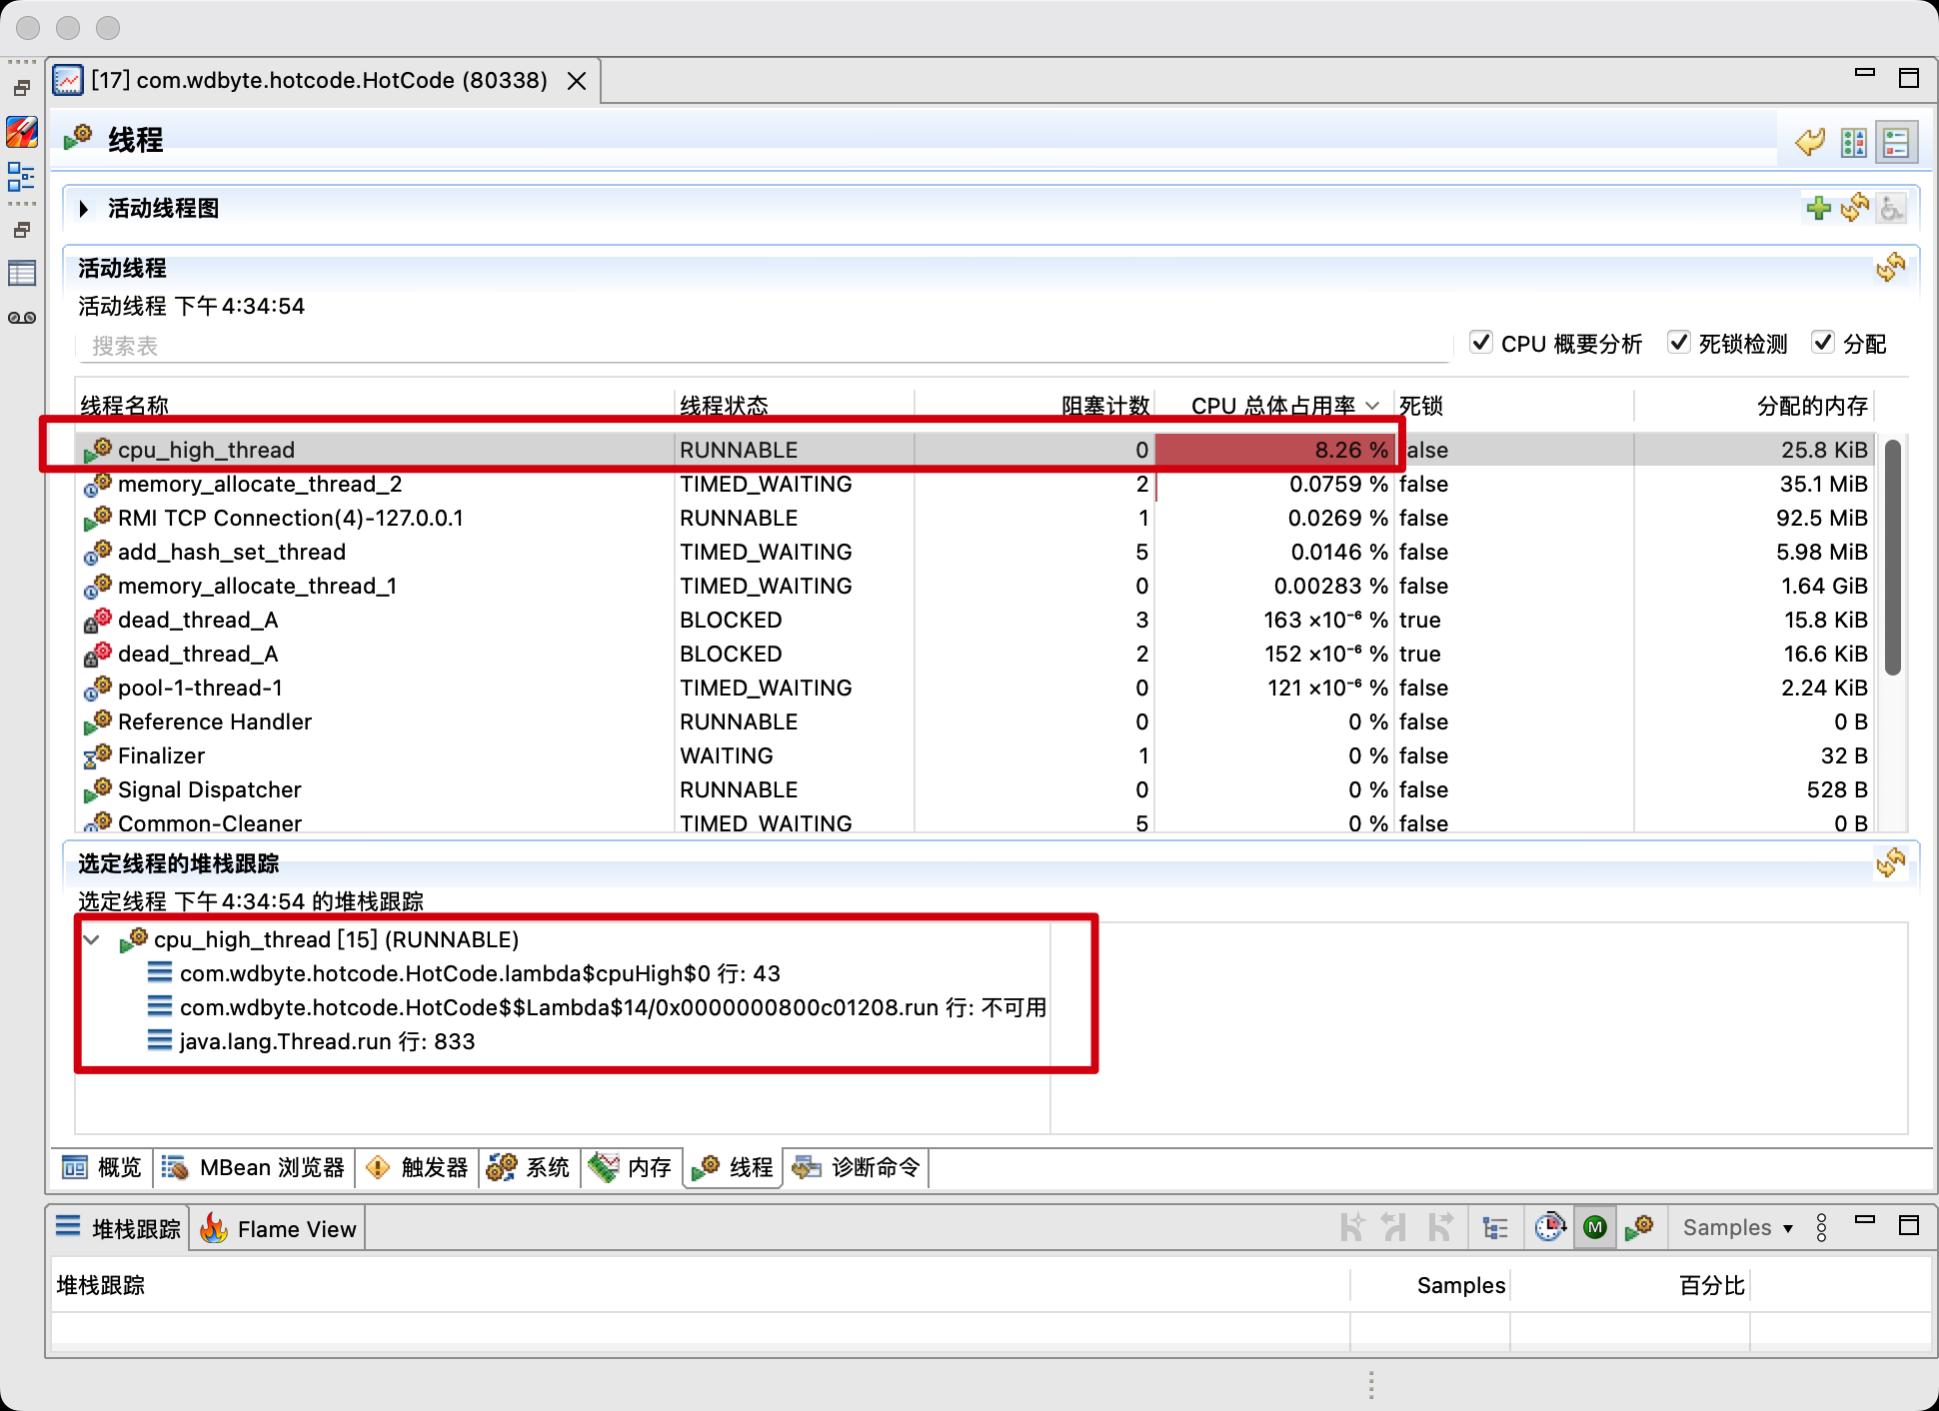 [17] com.wdbyte.hotcode.HotCode (80338)
线程
活动线程图
活动线程
活动线程 下午4:34:54
搜索表 CPU 概要分析 死锁检测 分配
线程名称 线程状态 阻塞计数 CPU 总体占用率 死锁 分配的内存
cpu_high_thread RUNNABLE 0 8.26 % alse 25.8 KiB
memory_allocate_thread_2 TIMED_WAITING 2 0.0759 % false 35.1 MiB
RMI TCP Connection(4)-127.0.0.1 RUNNABLE 1 0.0269 % false 92.5 MiB
add_hash_set_thread TIMED_WAITING 5 0.0146 % false 5.98 MiB
memory_allocate_thread_1 TIMED_WAITING 0 0.00283 % false 1.64 GiB
dead_thread_A BLOCKED 3 163 ×10⁻⁶ % true 15.8 KiB
dead_thread_A BLOCKED 2 152 ×10⁻⁶ % true 16.6 KiB
pool-1-thread-1 TIMED_WAITING 0 121 ×10⁻⁶ % false 2.24 KiB
Reference Handler RUNNABLE 0 0 % false 0 B
Finalizer WAITING 1 0 % false 32 B
Signal Dispatcher RUNNABLE 0 0 % false 528 B
Common-Cleaner TIMED_WAITING 5 0 % false 0 B
选定线程的堆栈跟踪
选定线程 下午4:34:54 的堆栈跟踪
cpu_high_thread [15] (RUNNABLE)
com.wdbyte.hotcode.HotCode.lambda$cpuHigh$0 行: 43
com.wdbyte.hotcode.HotCode$$Lambda$14/0x0000000800c01208.run 行: 不可用
java.lang.Thread.run 行: 833
概览 MBean 浏览器 触发器 系统 内存 线程 诊断命令
堆栈跟踪 Flame View M Samples
堆栈跟踪 Samples 百分比